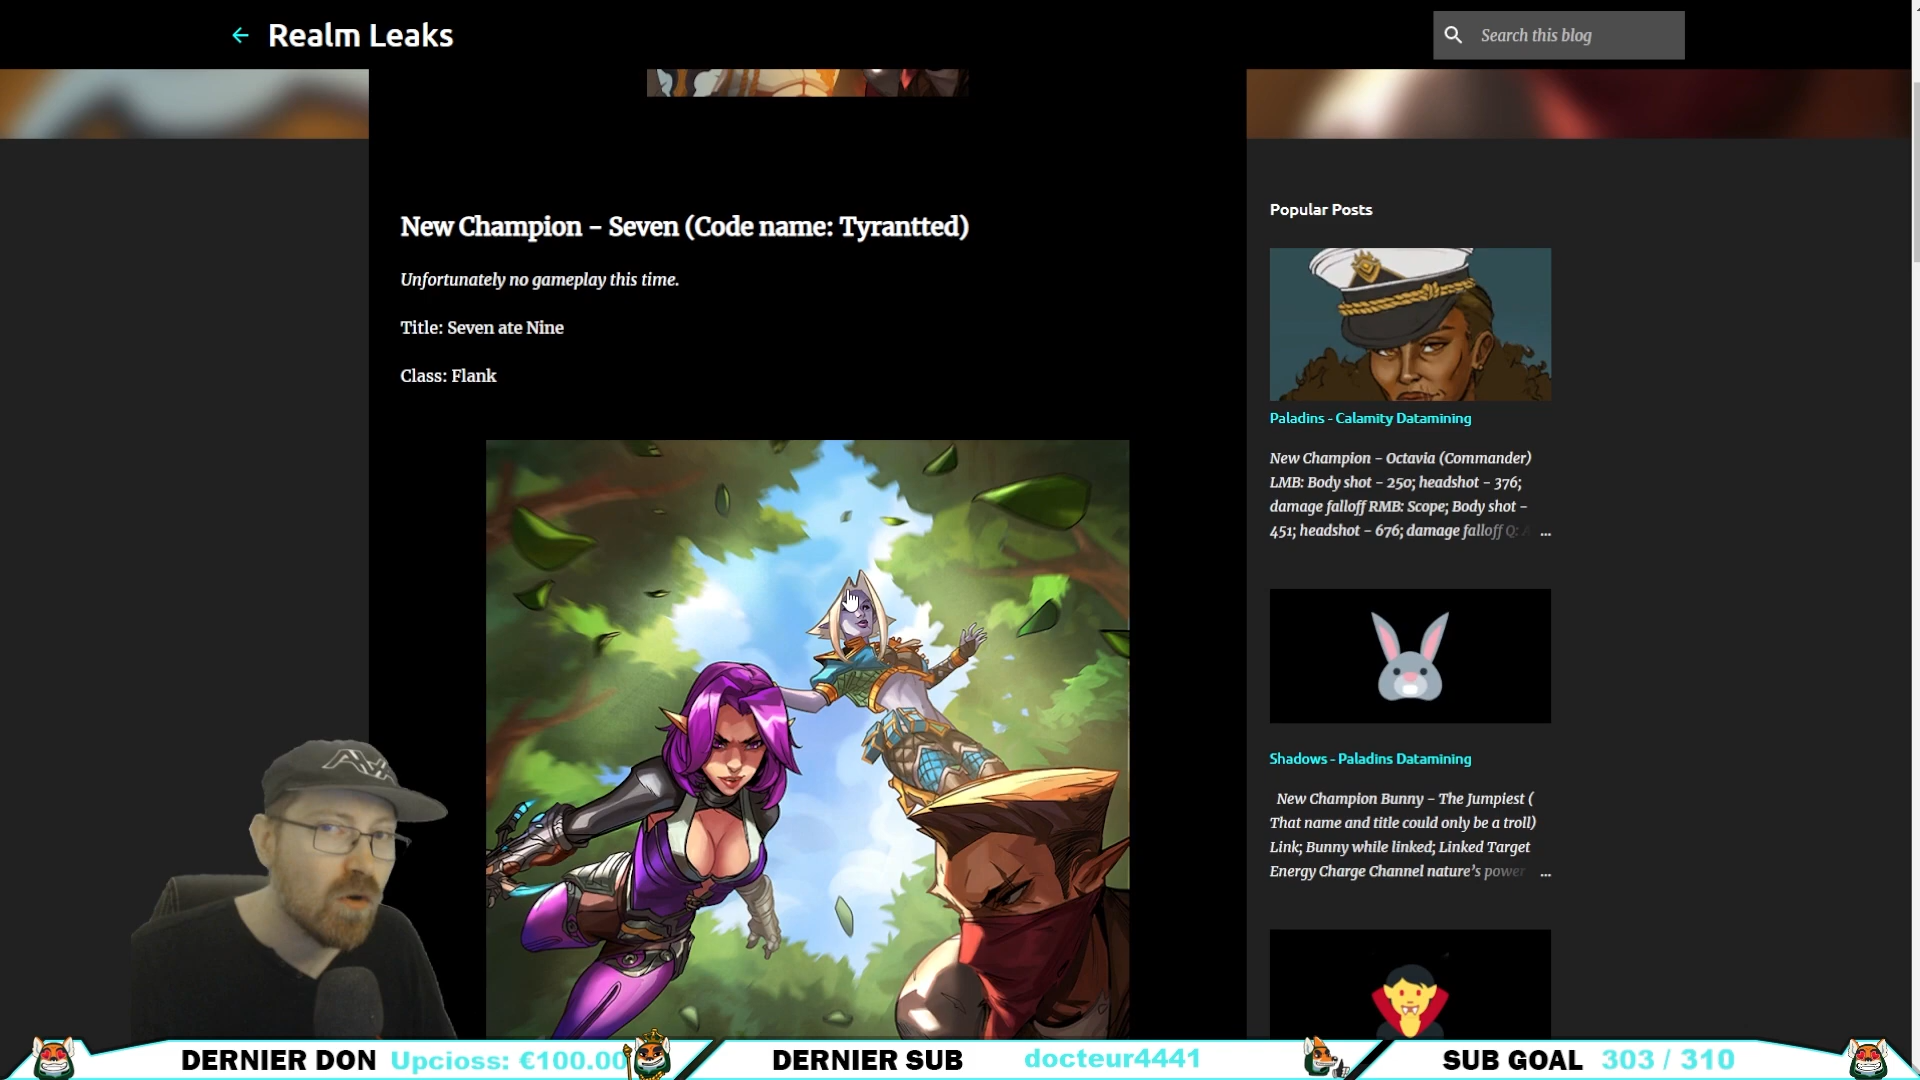 Realm Leaks
Search this blog
New Champion - Seven (Code name: Tyrantted)
Unfortunately no gameplay this time.
Title: Seven ate Nine
Class: Flank
Popular Posts
Paladins - Calamity Datamining
New Champion - Octavia (Commander)
LMB: Body shot - 250; headshot - 376;
damage falloff RMB: Scope; Body shot -
451; headshot - 676; damage falloff Q: A ...
Shadows - Paladins Datamining
New Champion Bunny - The Jumpiest (
That name and title could only be a troll)
Link; Bunny while linked; Linked Target
Energy Charge Channel nature's power ...
DERNIER DON Upcioss: €100.00
DERNIER SUB docteur4441
SUB GOAL 303 / 310